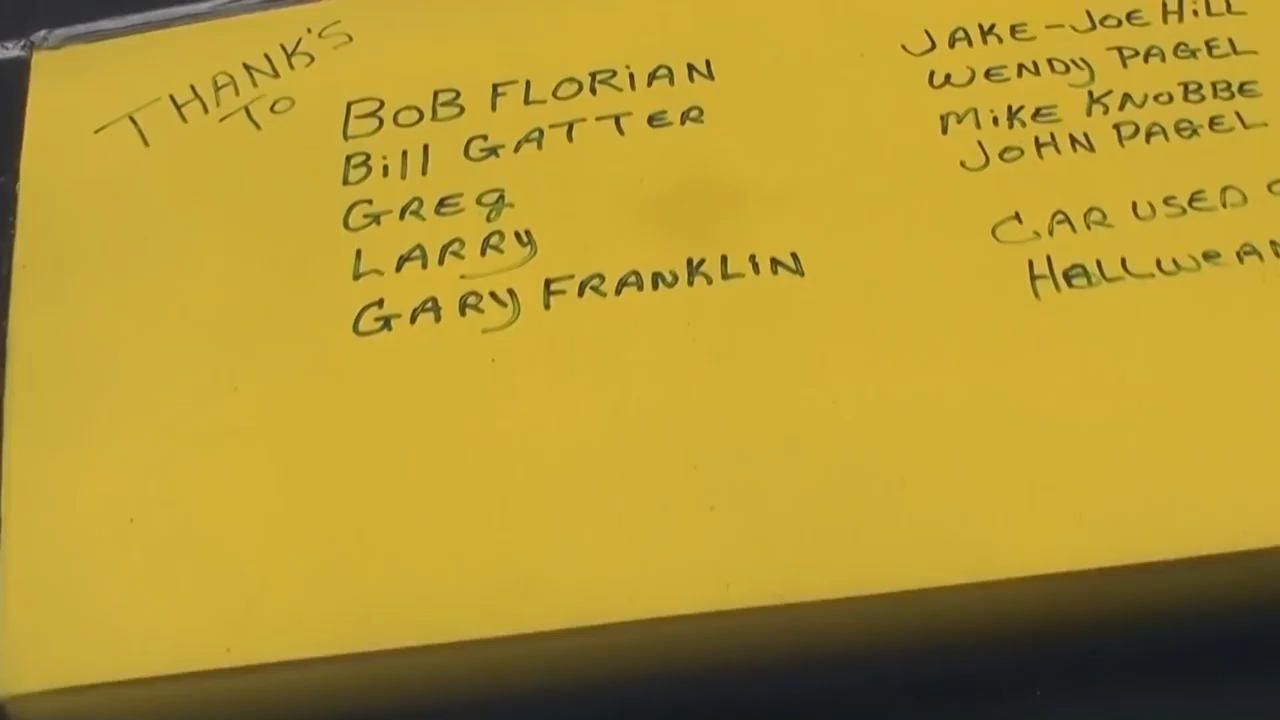 THANK'S
TO
BOB FLORiAN
Bill GATTER
GREg
LARRy
GARy FRANKLiN
JAKE-JOE HiLL
WENDy PAGEL
MiKE KNOBBE
JOHN PAGEL
CAR USED